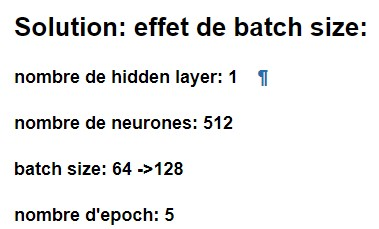 Solution: effet de batch size:
nombre de hidden layer: 1 ¶
nombre de neurones: 512
batch size: 64 ->128
nombre d'epoch: 5